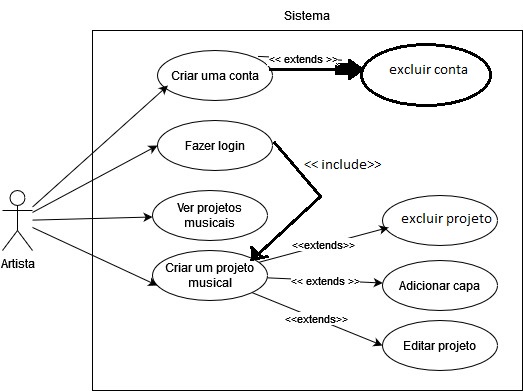 Sistema
Criar uma conta
<< extends >>
excluir conta
Fazer login
<< include>>
Ver projetos
musicais
Artista
Criar um projeto
musical
<<extends>>
excluir projeto
<< extends >>
Adicionar capa
<<extends>>
Editar projeto